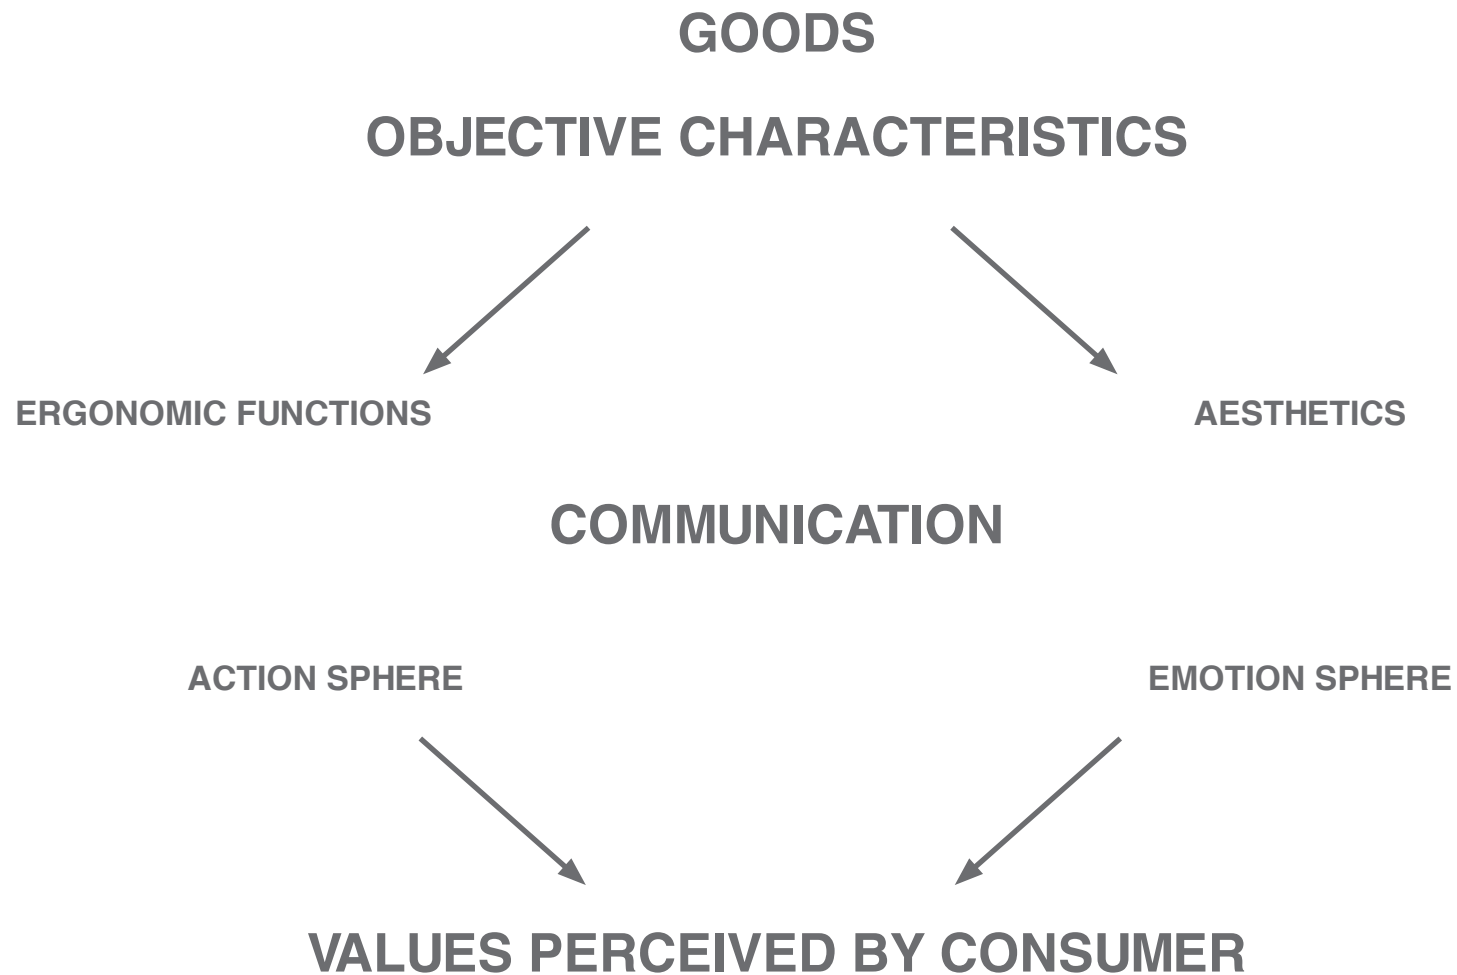 GOODS
OBJECTIVE CHARACTERISTICS
ERGONOMIC FUNCTIONS
AESTHETICS
COMMUNICATION
ACTION SPHERE
EMOTION SPHERE
VALUES PERCEIVED BY CONSUMER